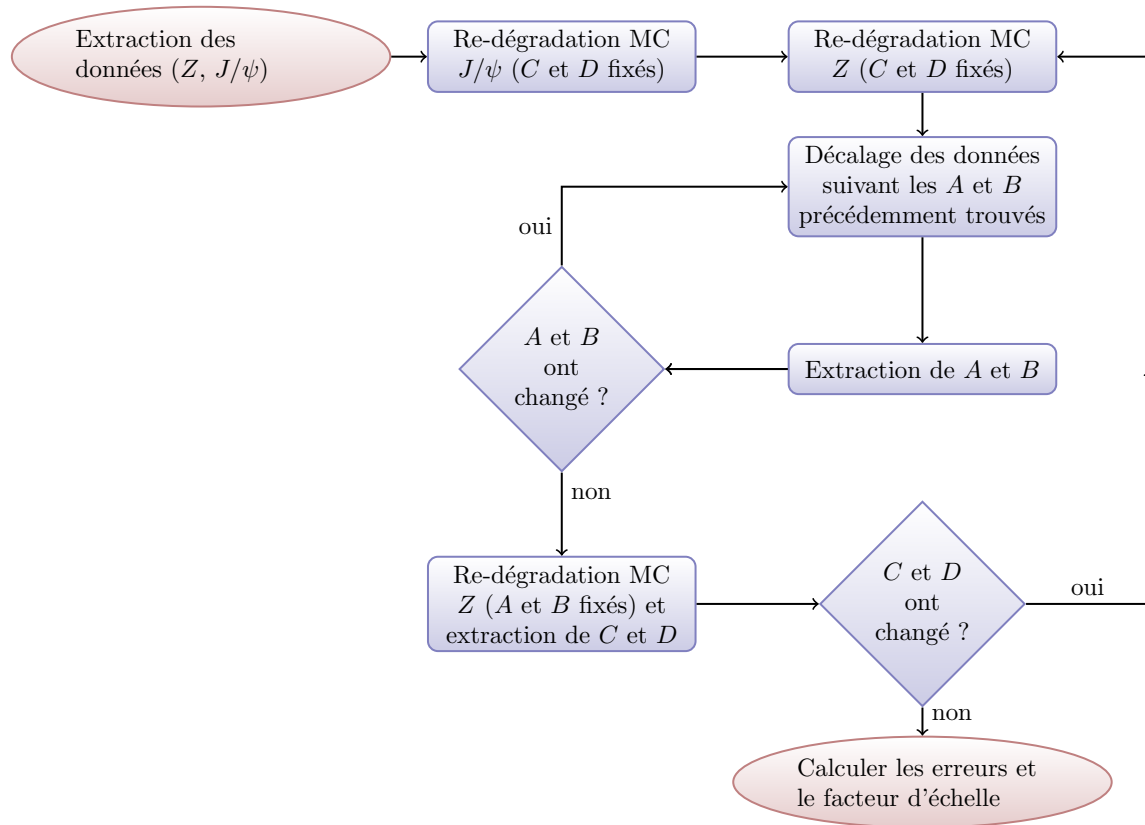 Extraction des
données (Z, J/ψ)
Re-dégradation MC
J/ψ (C et D fixés)
Re-dégradation MC
Z (C et D fixés)
Décalage des données
suivant les A et B
précédemment trouvés
oui
A et B
ont
changé ?
Extraction de A et B
non
Re-dégradation MC
Z (A et B fixés) et
extraction de C et D
C et D
ont
changé ?
oui
non
Calculer les erreurs et
le facteur d'échelle